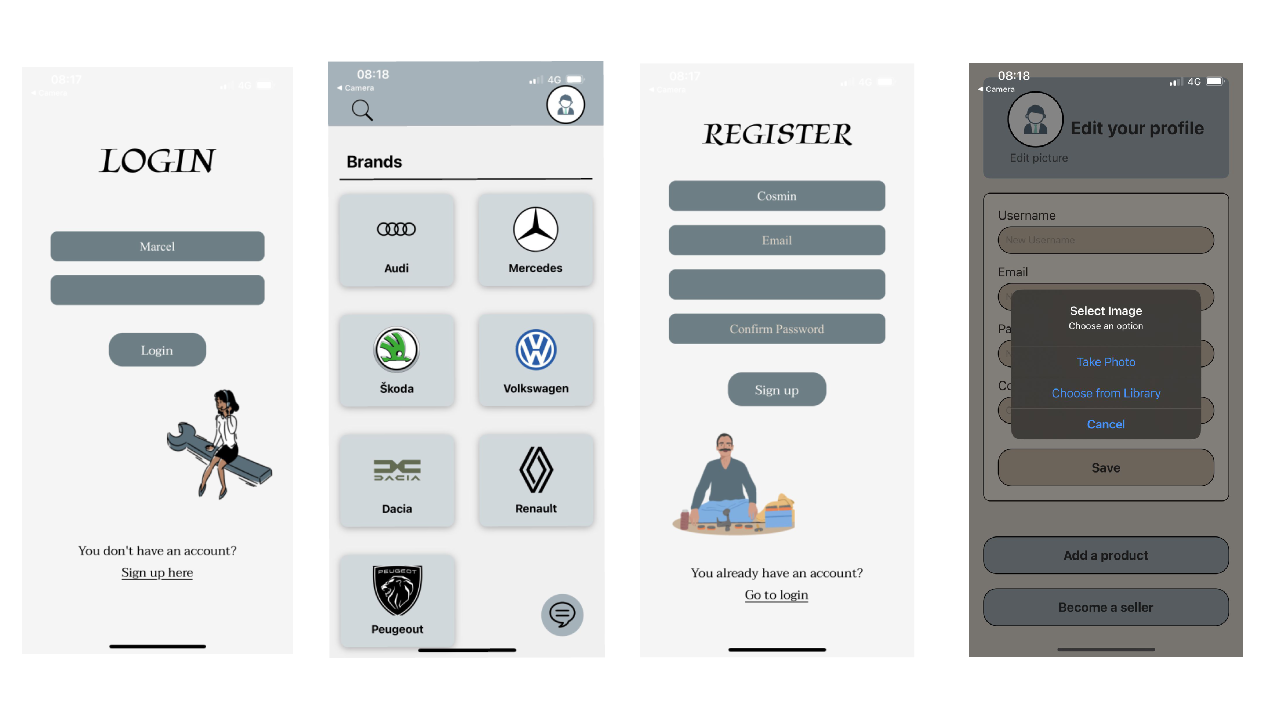 08:17
4G
Camera
LOGIN
Marcel
Login
You don't have an account?
Sign up here
08:18
4G
Camera
Brands
Audi
Mercedes
Škoda
Volkswagen
DACIA
Dacia
Renault
PEUGEOT
Peugeout
08:17
4G
Camera
REGISTER
Cosmin
Email
Confirm Password
Sign up
You already have an account?
Go to login
08:18
4G
Camera
Edit your profile
Edit picture
Username
New Username
Email
Select Image
Choose an option
Pa
Take Photo
Co
Choose from Library
Cancel
Save
Add a product
Become a seller